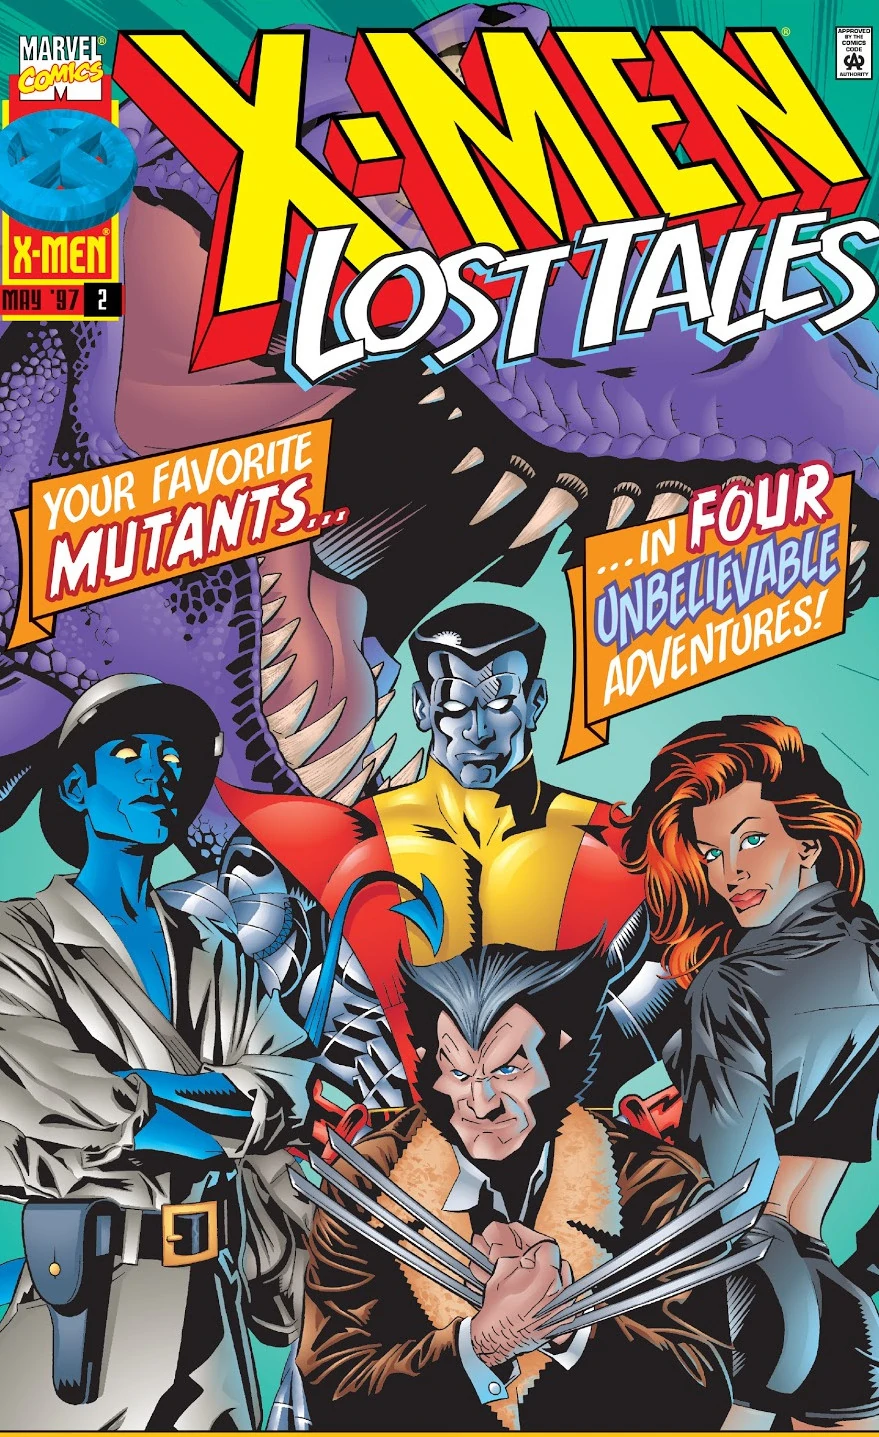 MARVEL®
COMICS
X-MEN®
APPROVED
BY THE
COMICS
CODE
CA
AUTHORITY
X-MEN®
MAY '97 2
LOST TALES
YOUR FAVORITE
MUTANTS...
...IN FOUR
UNBELIEVABLE
ADVENTURES!